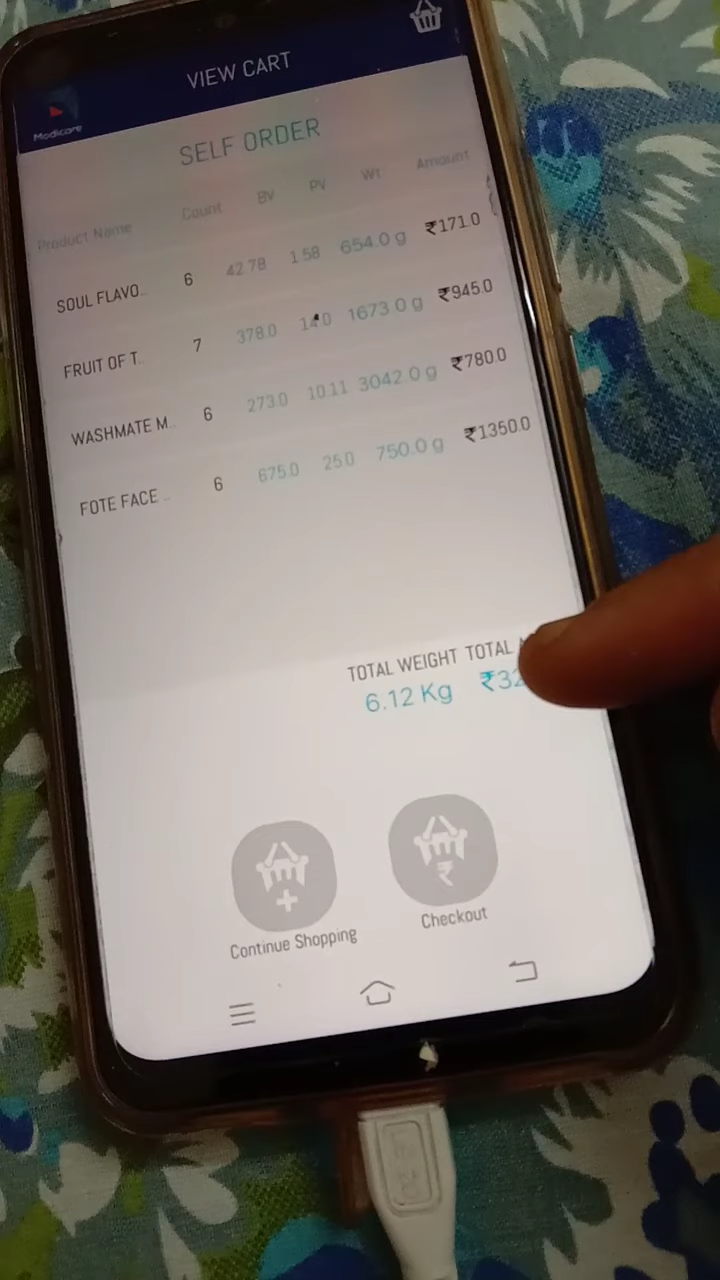 VIEW CART
Modicare
SELF ORDER
Product Name Count BV PV Wt Amount
SOUL FLAVO.. 6 42.78 1.58 654.0 g ₹171.0
FRUIT OF T.. 7 378.0 14.0 1673.0 g ₹945.0
WASHMATE M.. 6 273.0 10.11 3042.0 g ₹780.0
FOTE FACE .. 6 675.0 25.0 750.0 g ₹1350.0
TOTAL WEIGHT TOTAL
6.12 Kg ₹32
Continue Shopping
Checkout